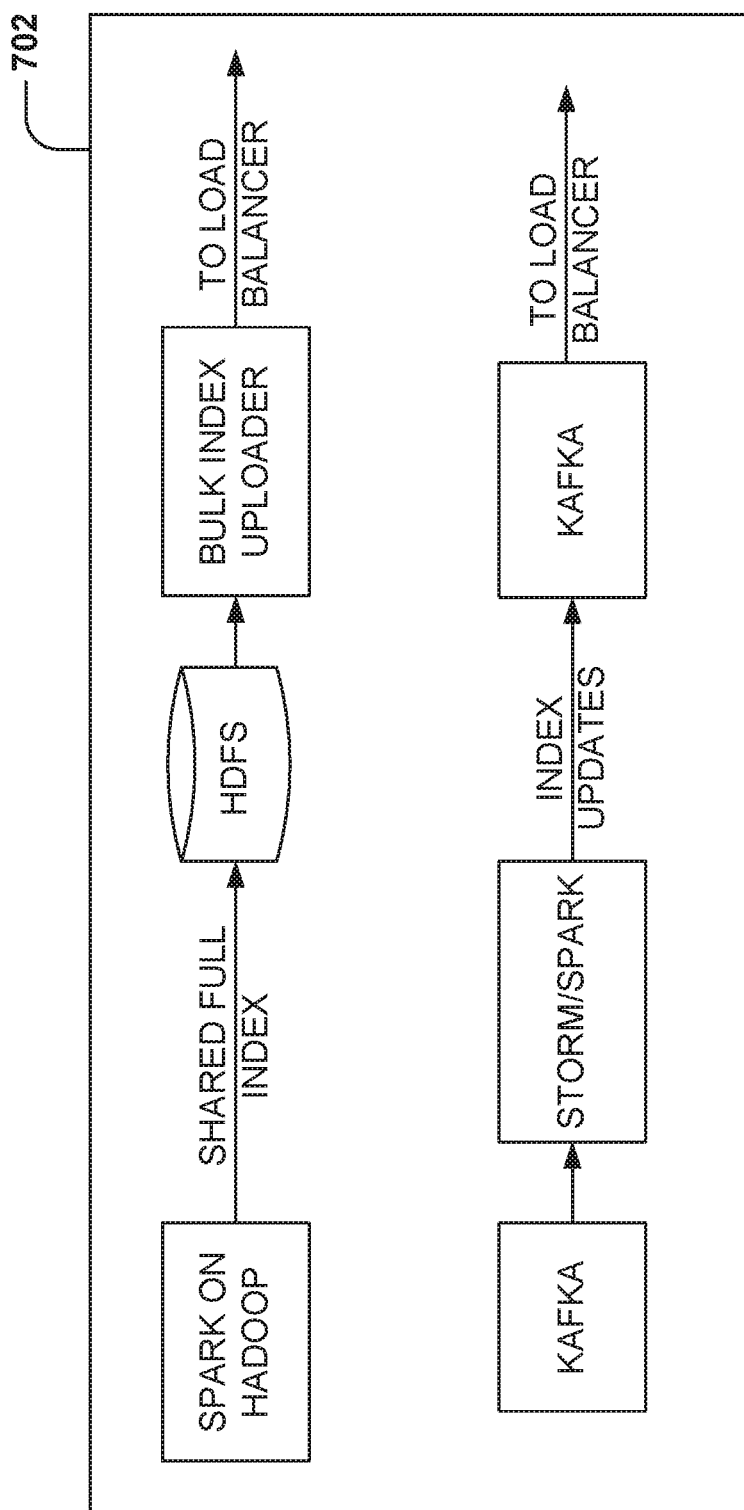 702
SPARK ON
HADOOP
SHARED FULL
INDEX
HDFS
BULK INDEX
UPLOADER
TO LOAD
BALANCER
KAFKA
STORM/SPARK
INDEX
UPDATES
KAFKA
TO LOAD
BALANCER